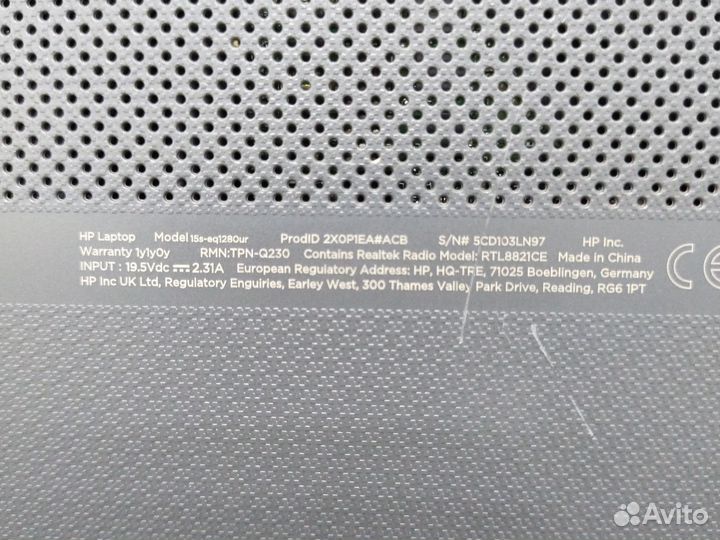 HP Laptop Model 15s-eq1280ur ProdID 2X0P1EA#ACB S/N# 5CD103LN97 HP Inc.
Warranty 1y1y0y RMN:TPN-Q230 Contains Realtek Radio Model: RTL8821CE Made in China
INPUT : 19.5Vdc ⎓ 2.31A European Regulatory Address: HP, HQ-TRE, 71025 Boeblingen, Germany
HP Inc UK Ltd, Regulatory Enguiries, Earley West, 300 Thames Valley Park Drive, Reading, RG6 1PT
CE
Avito